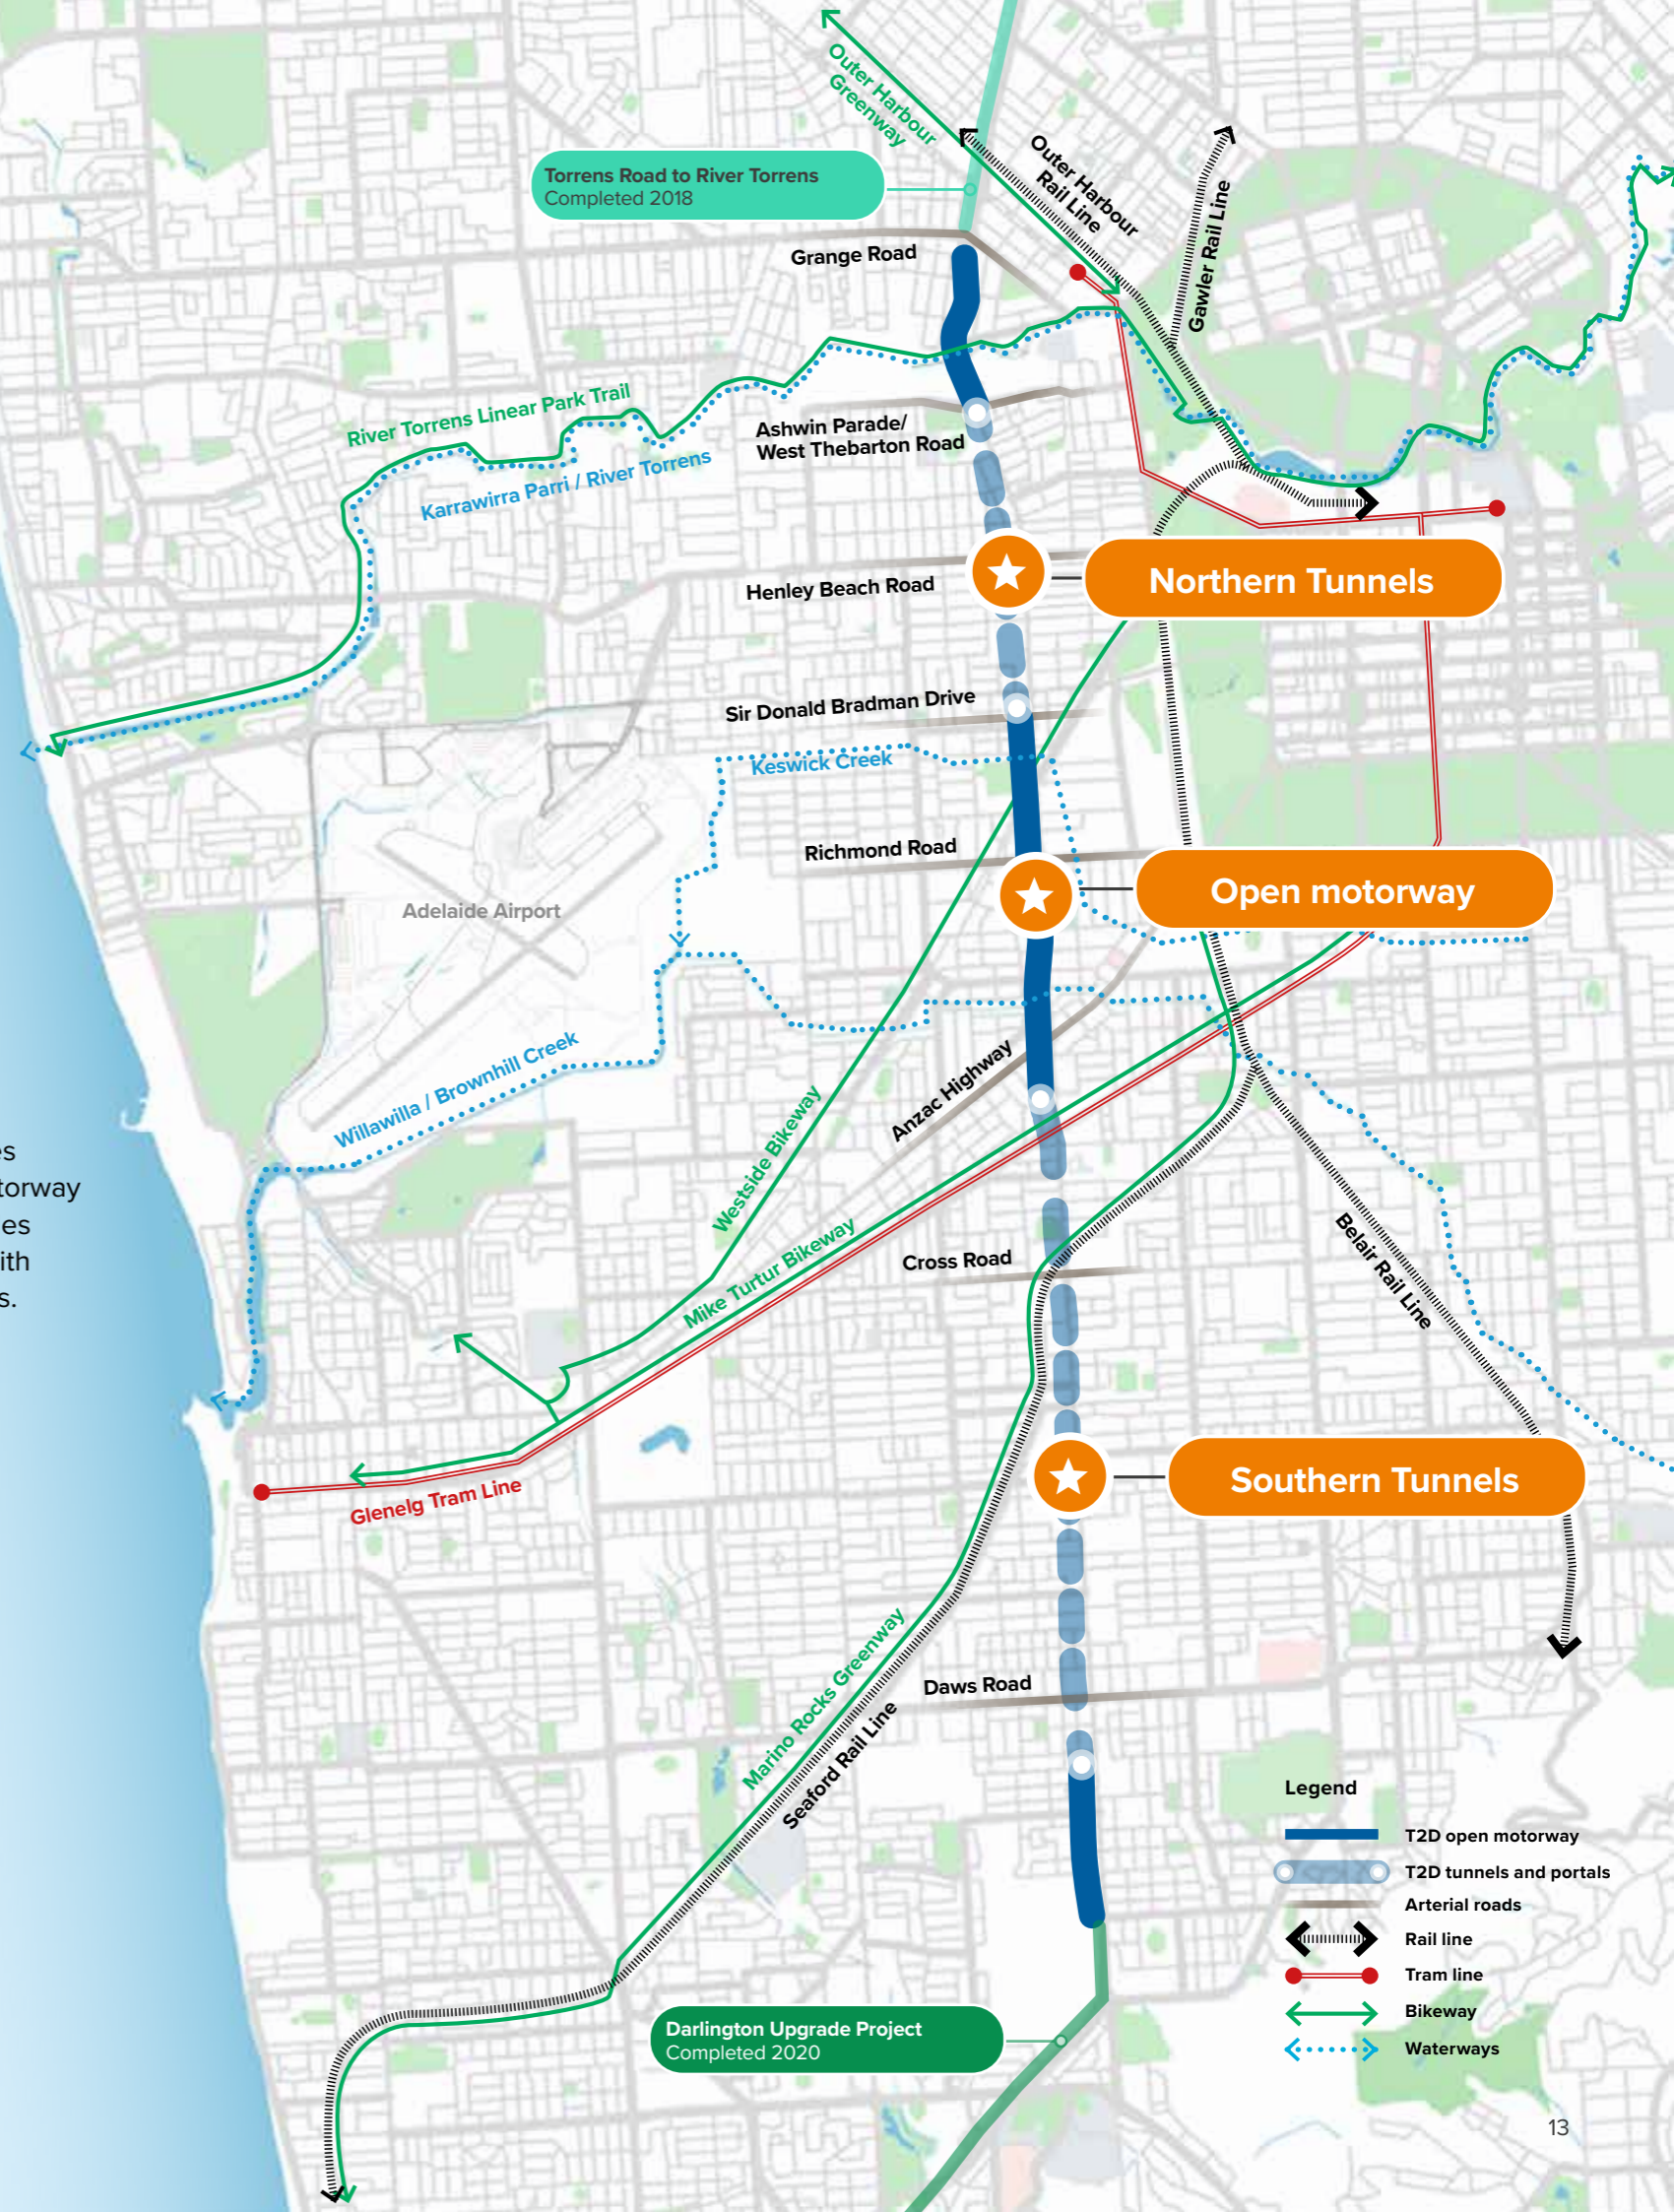 Outer Harbour
Greenway
Outer Harbour
Rail Line
Gawler Rail Line
Torrens Road to River Torrens
Completed 2018
Grange Road
River Torrens Linear Park Trail
Karrawirra Parri / River Torrens
Ashwin Parade/
West Thebarton Road
Henley Beach Road
Northern Tunnels
Sir Donald Bradman Drive
Keswick Creek
Richmond Road
Open motorway
Adelaide Airport
Willawilla / Brownhill Creek
Anzac Highway
Westside Bikeway
es
torway
es
ith
s.
Mike Turtur Bikeway
Cross Road
Belair Rail Line
Glenelg Tram Line
Southern Tunnels
Marino Rocks Greenway
Seaford Rail Line
Daws Road
Legend
T2D open motorway
T2D tunnels and portals
Arterial roads
Rail line
Tram line
Bikeway
Waterways
Darlington Upgrade Project
Completed 2020
13